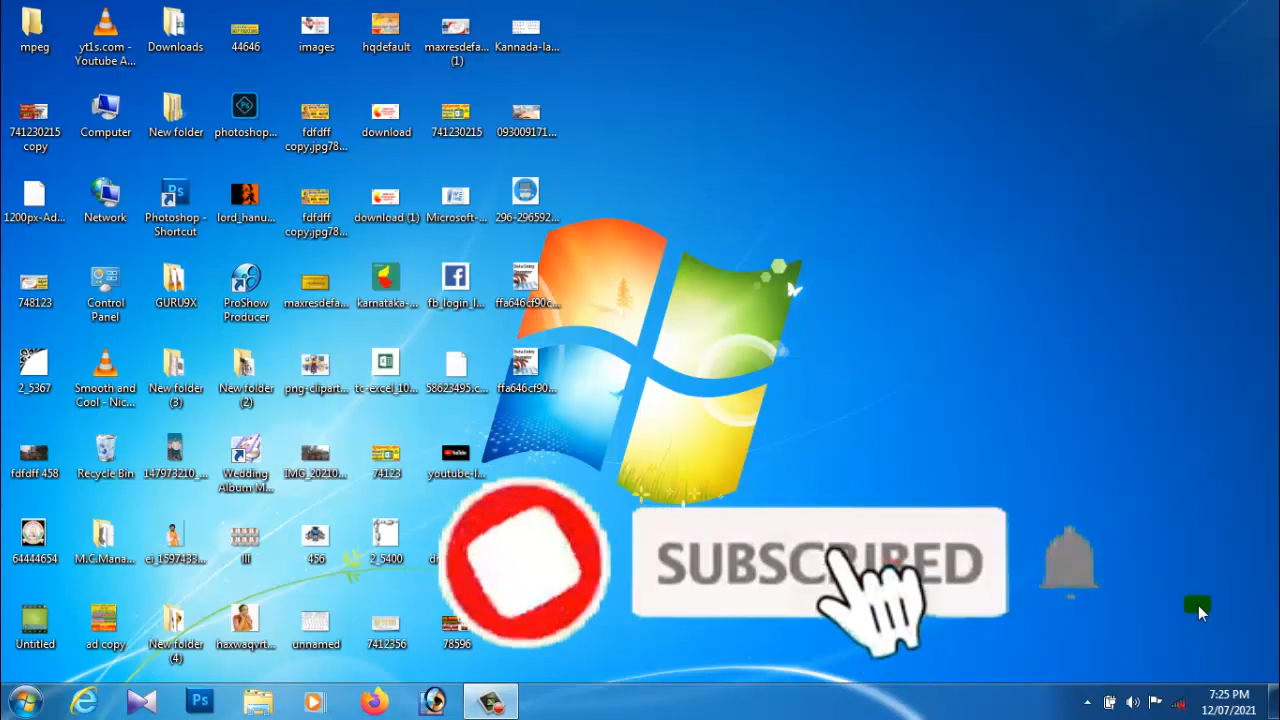 mpeg
yt1s.com -
Youtube A...
Downloads
44646
images
hqdefault
maxresdefa...
(1)
Kannada-la...
741230215
copy
Computer
New folder
photoshop...
fdfdff
copy.jpg78...
download
741230215
093009171...
1200px-Ad...
Network
Photoshop -
Shortcut
lord_hanu...
fdfdff
copy.jpg78...
download (1)
Microsoft-...
296-296592...
748123
Control
Panel
GURU9X
ProShow
Producer
maxresdefa...
karnataka-...
fb_login_l...
ffa646cf90c...
2_5367
Smooth and
Cool - Nic...
New folder
(3)
New folder
(2)
png-clipart...
tc-excel_10...
58623495.c...
ffa646cf90...
fdfdff 458
Recycle Bin
147973210_...
Wedding
Album M...
IMG_20210...
74123
youtube-l...
64444654
M.C.Mana...
ej_1597433...
456
2_5400
SUBSCRIBED
Untitled
ad copy
New folder
(4)
haxwaqvrt...
unnamed
7412356
78596
Ps
7:25 PM
12/07/2021